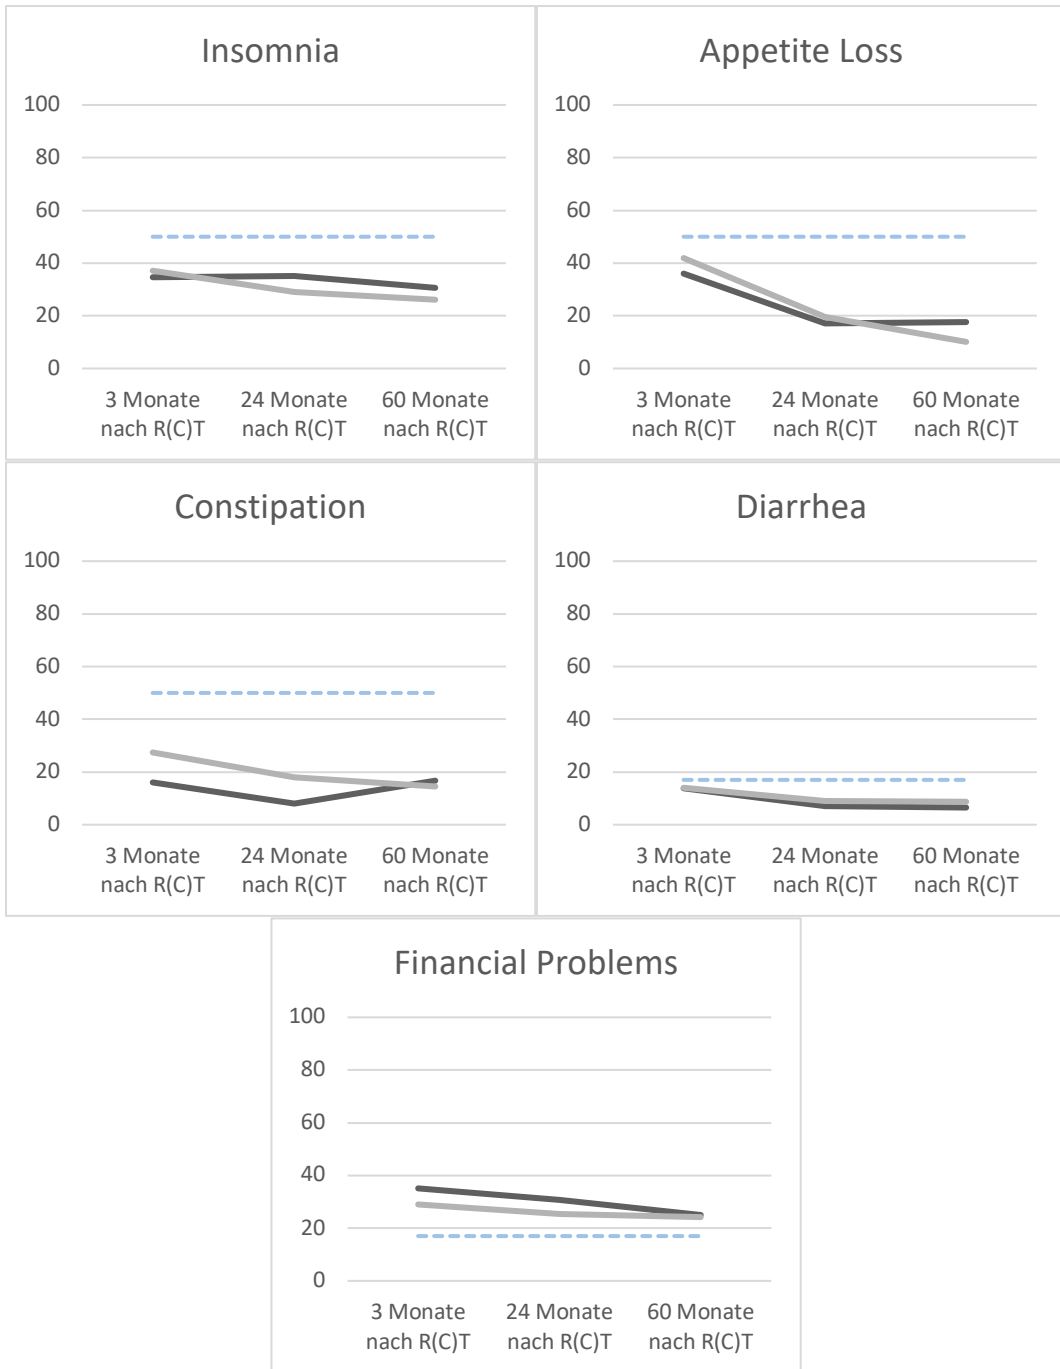 Insomnia
100
80
60
40
20
0
3 Monate 24 Monate 60 Monate
nach R(C)T nach R(C)T nach R(C)T
Appetite Loss
100
80
60
40
20
0
3 Monate 24 Monate 60 Monate
nach R(C)T nach R(C)T nach R(C)T
Constipation
100
80
60
40
20
0
3 Monate 24 Monate 60 Monate
nach R(C)T nach R(C)T nach R(C)T
Diarrhea
100
80
60
40
20
0
3 Monate 24 Monate 60 Monate
nach R(C)T nach R(C)T nach R(C)T
Financial Problems
100
80
60
40
20
0
3 Monate 24 Monate 60 Monate
nach R(C)T nach R(C)T nach R(C)T